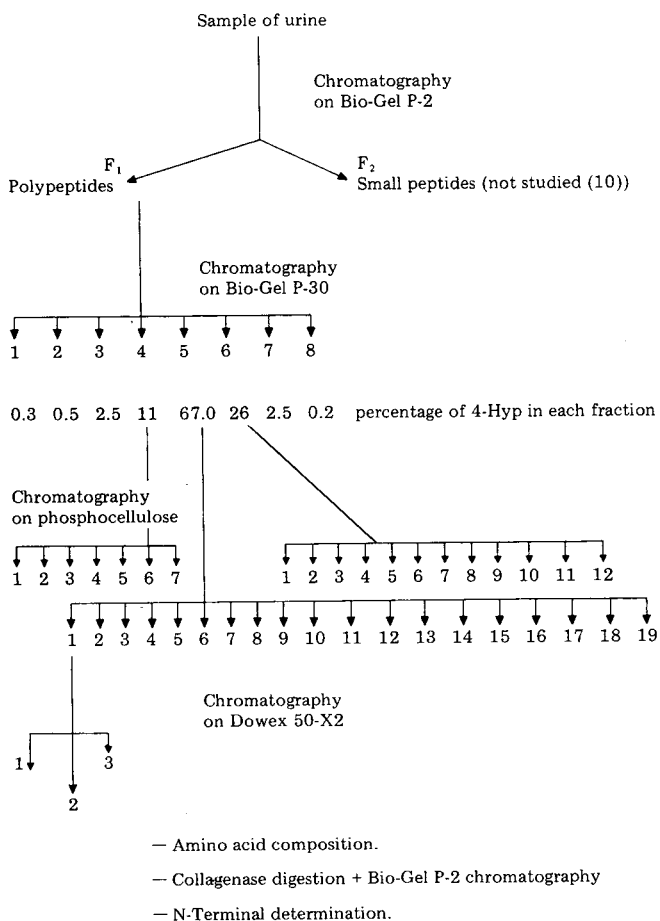 Sample of urine
Chromatography
on Bio-Gel P-2
F1
F2
Polypeptides
Small peptides (not studied (10))
Chromatography
on Bio-Gel P-30
1 2 3 4 5 6 7 8
0.3 0.5 2.5 11 67.0 26 2.5 0.2 percentage of 4-Hyp in each fraction
Chromatography
on phosphocellulose
1 2 3 4 5 6 7
1 2 3 4 5 6 7 8 9 10 11 12
1 2 3 4 5 6 7 8 9 10 11 12 13 14 15 16 17 18 19
Chromatography
on Dowex 50-X2
1
3
2
— Amino acid composition.
— Collagenase digestion + Bio-Gel P-2 chromatography
— N-Terminal determination.